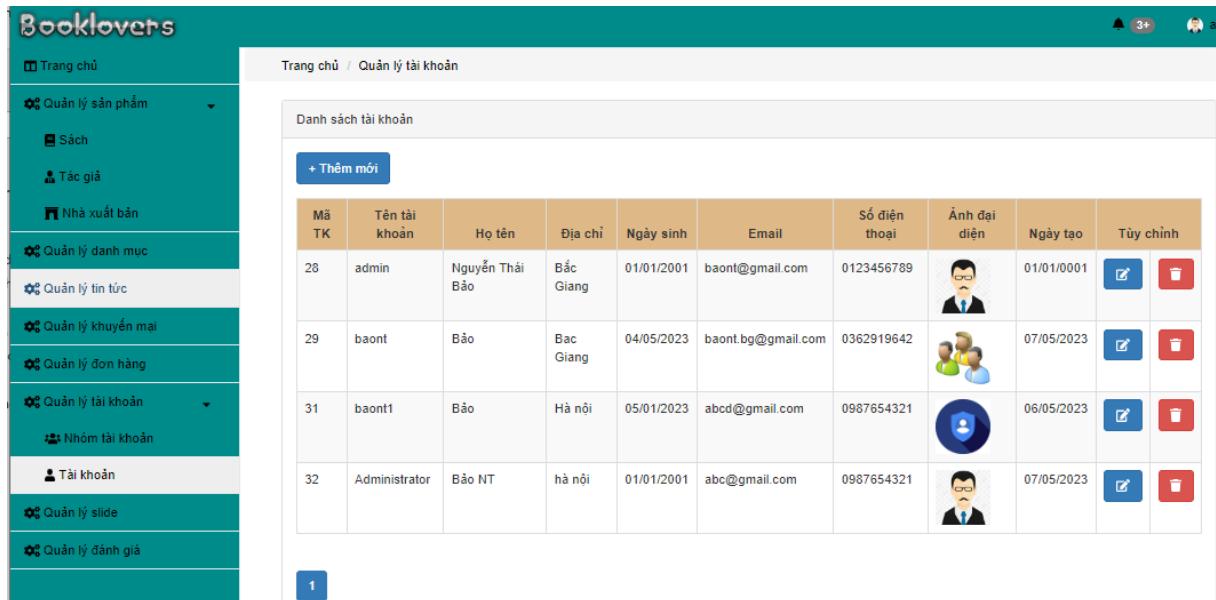 Booklovers
3+
a
Trang chủ
Quản lý sản phẩm
Sách
Tác giả
Nhà xuất bản
Quản lý danh mục
Quản lý tin tức
Quản lý khuyến mại
Quản lý đơn hàng
Quản lý tài khoản
Nhóm tài khoản
Tài khoản
Quản lý slide
Quản lý đánh giá
Trang chủ / Quản lý tài khoản
Danh sách tài khoản
+ Thêm mới
Mã TK Tên tài khoản Họ tên Địa chỉ Ngày sinh Email Số điện thoại Ảnh đại diện Ngày tạo Tùy chỉnh
28 admin Nguyễn Thái Bảo Bắc Giang 01/01/2001 baont@gmail.com 0123456789 01/01/0001
29 baont Bảo Bac Giang 04/05/2023 baont.bg@gmail.com 0362919642 07/05/2023
31 baont1 Bảo Hà nội 05/01/2023 abcd@gmail.com 0987654321 06/05/2023
32 Administrator Bảo NT hà nội 01/01/2001 abc@gmail.com 0987654321 07/05/2023
1